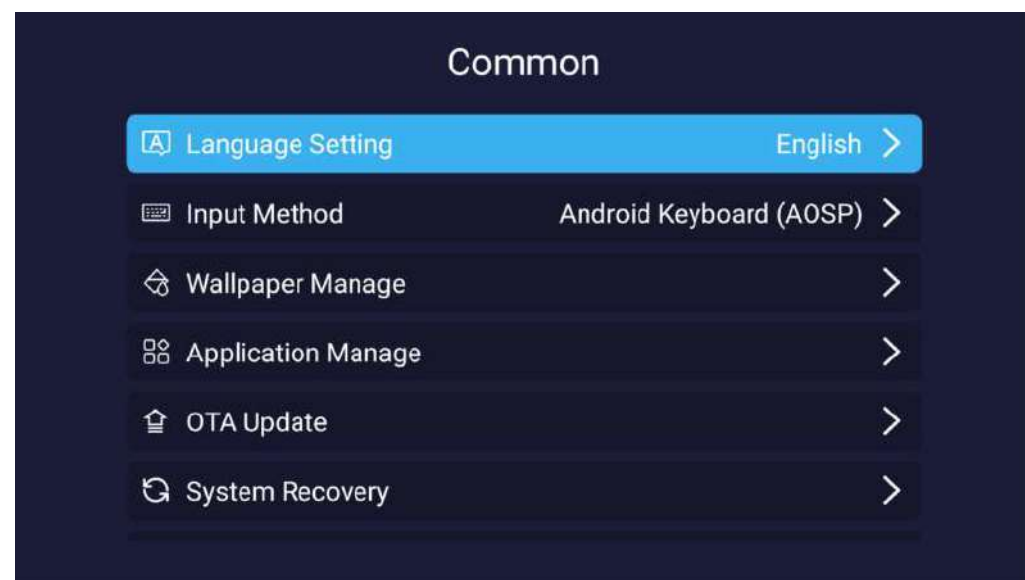 Common
Language Setting English
Input Method Android Keyboard (AOSP)
Wallpaper Manage
Application Manage
OTA Update
System Recovery